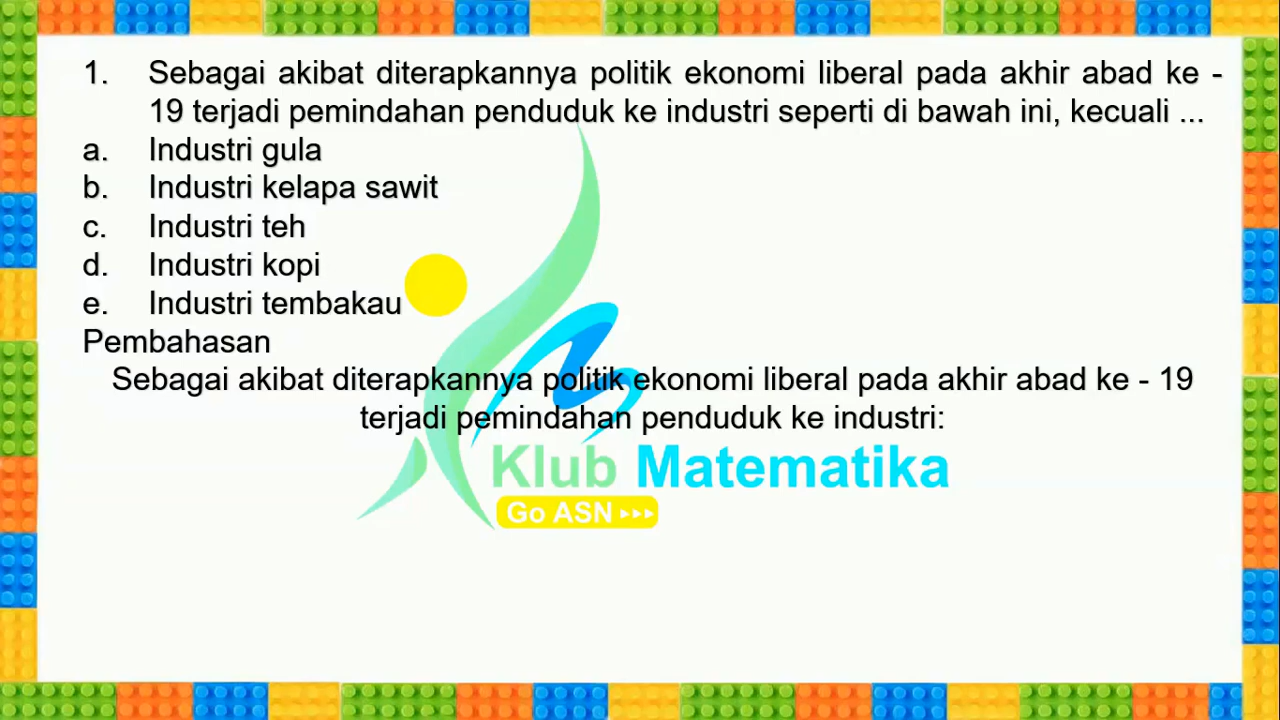 1. Sebagai akibat diterapkannya politik ekonomi liberal pada akhir abad ke -
19 terjadi pemindahan penduduk ke industri seperti di bawah ini, kecuali ...
a. Industri gula
b. Industri kelapa sawit
c. Industri teh
d. Industri kopi
e. Industri tembakau
Pembahasan
Sebagai akibat diterapkannya politik ekonomi liberal pada akhir abad ke - 19
terjadi pemindahan penduduk ke industri:
Klub Matematika
Go ASN